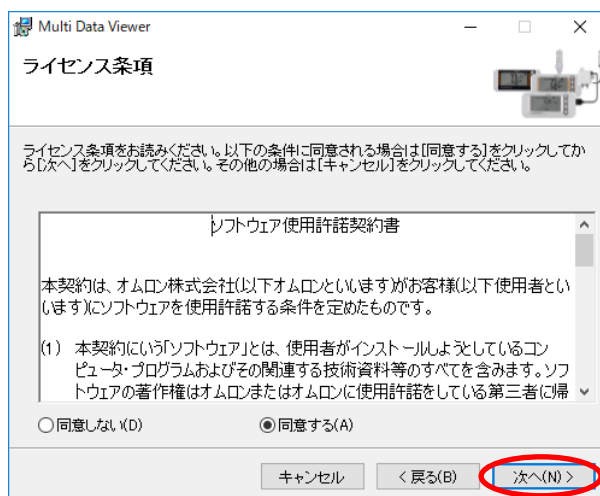 Multi Data Viewer
ライセンス条項
ライセンス条項をお読みください。以下の条件に同意される場合は[同意する]をクリックしてか
ら[次へ]をクリックしてください。その他の場合は[キャンセル]をクリックしてください。
ソフトウェア使用許諾契約書
本契約は、オムロン株式会社(以下オムロンといいます)がお客様(以下使用者とい
います)にソフトウェアを使用許諾する条件を定めたものです。
(1) 本契約にいう「ソフトウェア」とは、使用者がインストールしようとしているコン
ピュータ・プログラムおよびその関連する技術資料等のすべてを含みます。ソフ
トウェアの著作権はオムロンまたはオムロンに使用許諾をしている第三者に帰
同意しない(D) 同意する(A)
キャンセル < 戻る(B) 次へ(N) >